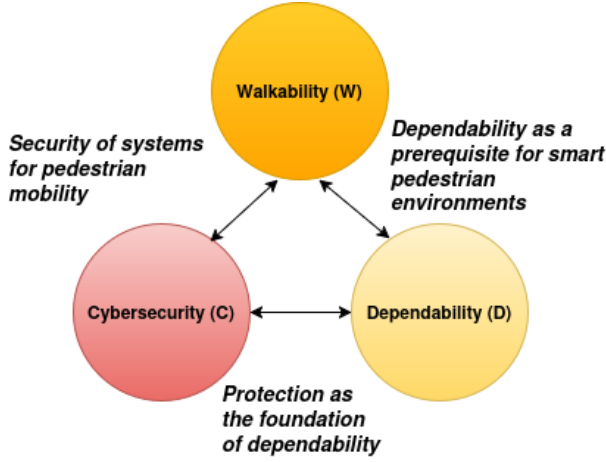 Walkability (W)
Security of systems
for pedestrian
mobility
Dependability as a
prerequisite for smart
pedestrian
environments
Cybersecurity (C)
Dependability (D)
Protection as
the foundation
of dependability